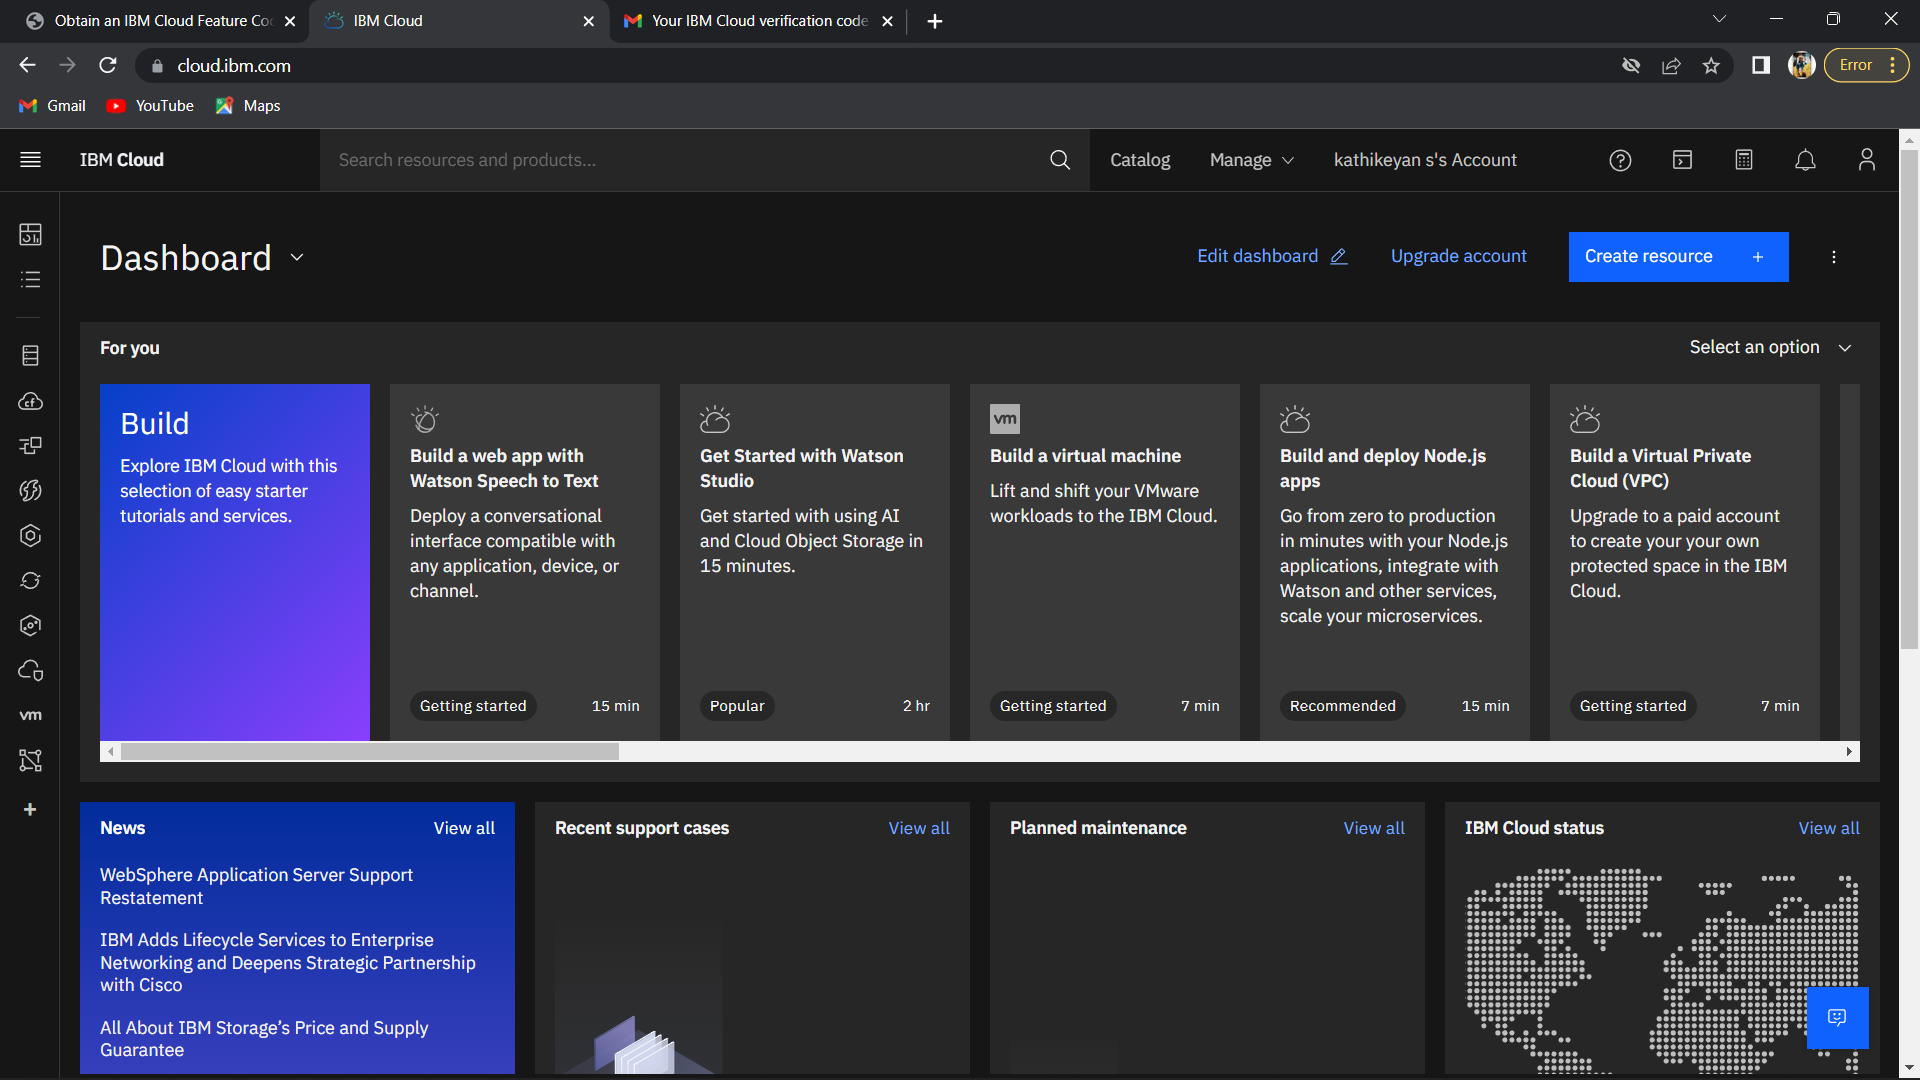 Obtain an IBM Cloud Feature Co
IBM Cloud
Your IBM Cloud verification code
cloud.ibm.com
Error
Gmail
YouTube
Maps
IBM Cloud
Search resources and products...
Catalog
Manage
kathikeyan s's Account
Dashboard
Edit dashboard
Upgrade account
Create resource +
For you
Select an option
Build
Explore IBM Cloud with this
selection of easy starter
tutorials and services.
Build a web app with
Watson Speech to Text
Deploy a conversational
interface compatible with
any application, device, or
channel.
Getting started
15 min
Get Started with Watson
Studio
Get started with using AI
and Cloud Object Storage in
15 minutes.
Popular
2 hr
vm
Build a virtual machine
Lift and shift your VMware
workloads to the IBM Cloud.
Getting started
7 min
Build and deploy Node.js
apps
Go from zero to production
in minutes with your Node.js
applications, integrate with
Watson and other services,
scale your microservices.
Recommended
15 min
Build a Virtual Private
Cloud (VPC)
Upgrade to a paid account
to create your your own
protected space in the IBM
Cloud.
Getting started
7 min
cf
vm
News
View all
WebSphere Application Server Support
Restatement
IBM Adds Lifecycle Services to Enterprise
Networking and Deepens Strategic Partnership
with Cisco
All About IBM Storage's Price and Supply
Guarantee
Recent support cases
View all
Planned maintenance
View all
IBM Cloud status
View all